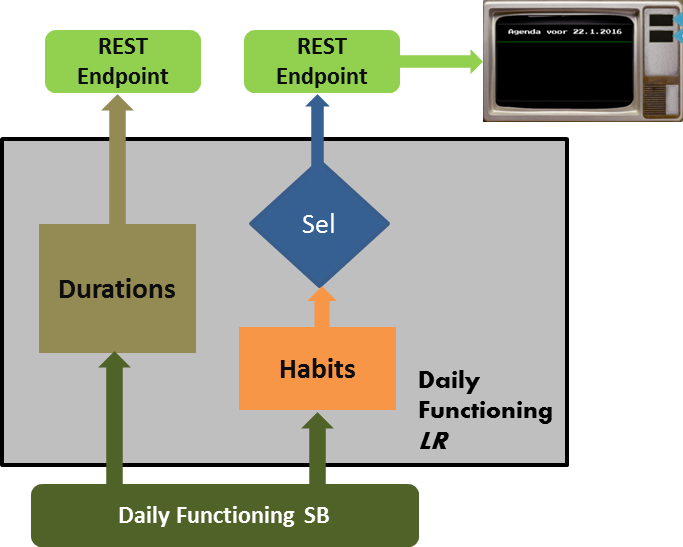 REST
Endpoint
REST
Endpoint
Agenda voor 22.1.2016
Sel
Durations
Habits
Daily
Functioning
LR
Daily Functioning SB